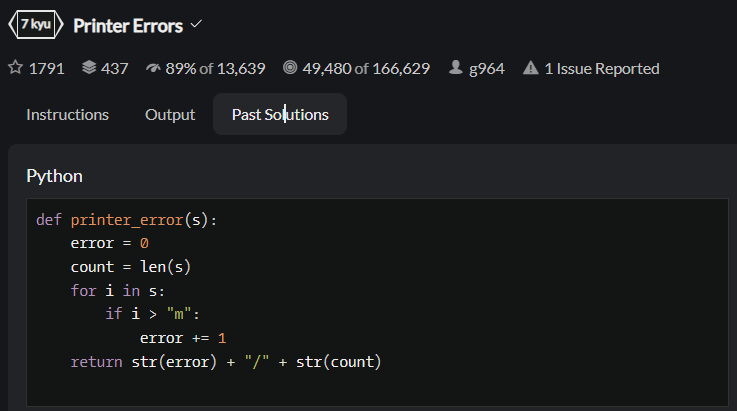 7 kyu Printer Errors
1791 437 89% of 13,639 49,480 of 166,629 g964 1 Issue Reported
Instructions Output Past Solutions
Python
def printer_error(s):
    error = 0
    count = len(s)
    for i in s:
        if i > "m":
            error += 1
    return str(error) + "/" + str(count)